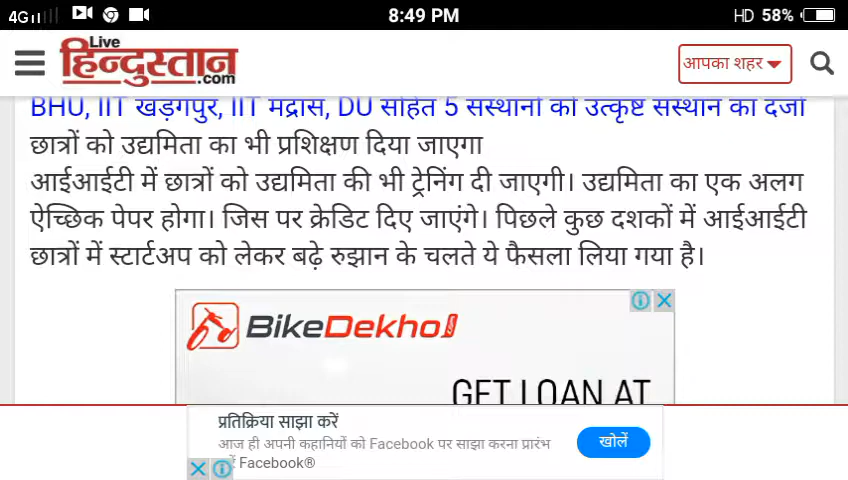 4G 8:49 PM HD 58%
Live
हिन्दुस्तान
.com
आपका शहर
BHU, IIT खड़गपुर, IIT मद्रास, DU सहित 5 संस्थानों को उत्कृष्ट संस्थान का दर्जा
छात्रों को उद्यमिता का भी प्रशिक्षण दिया जाएगा
आईआईटी में छात्रों को उद्यमिता की भी ट्रेनिंग दी जाएगी। उद्यमिता का एक अलग
ऐच्छिक पेपर होगा। जिस पर क्रेडिट दिए जाएंगे। पिछले कुछ दशकों में आईआईटी
छात्रों में स्टार्टअप को लेकर बढ़े रुझान के चलते ये फैसला लिया गया है।
BikeDekho
GET LOAN AT
प्रतिक्रिया साझा करें
आज ही अपनी कहानियों को Facebook पर साझा करना प्रारंभ
Facebook®
खोलें